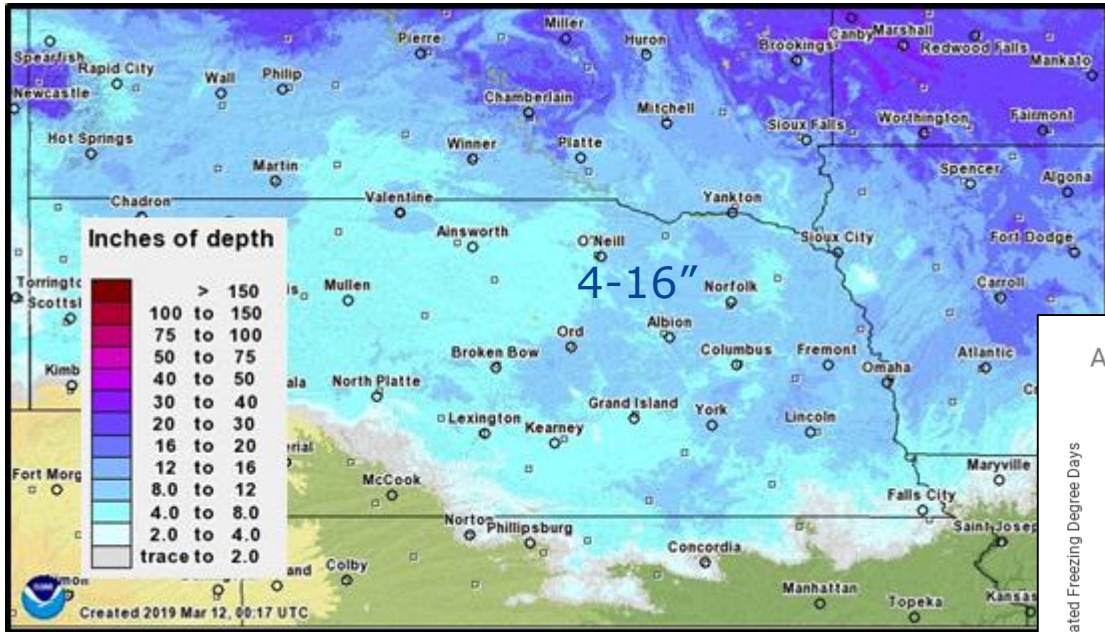 Miller
Pierre
Huron
Brookings
Canby
Marshall
Redwood Falls
Mankato
Spearfish
Rapid City
Wall
Philip
Newcastle
Chamberlain
Mitchell
Sioux Falls
Worthington
Fairmont
Hot Springs
Winner
Platte
Martin
Spencer
Algona
Chadron
Valentine
Yankton
Ainsworth
O'Neill
Sioux City
Fort Dodge
4-16"
Mullen
Norfolk
Carroll
Ord
Albion
Broken Bow
Columbus
Fremont
Omaha
Atlantic
North Platte
Lexington
Kearney
Grand Island
York
Lincoln
McCook
Maryville
Falls City
Fort Morg
Norton
Phillipsburg
Saint Josep
Concordia
Colby
Manhattan
Topeka
Kansas
Torringto
Scottsb
Kimb
Inches of depth
> 150
100 to 150
75 to 100
50 to 75
40 to 50
30 to 40
20 to 30
16 to 20
12 to 16
8.0 to 12
4.0 to 8.0
2.0 to 4.0
trace to 2.0
Created 2019 Mar 12, 00:17 UTC
A
ated Freezing Degree Days